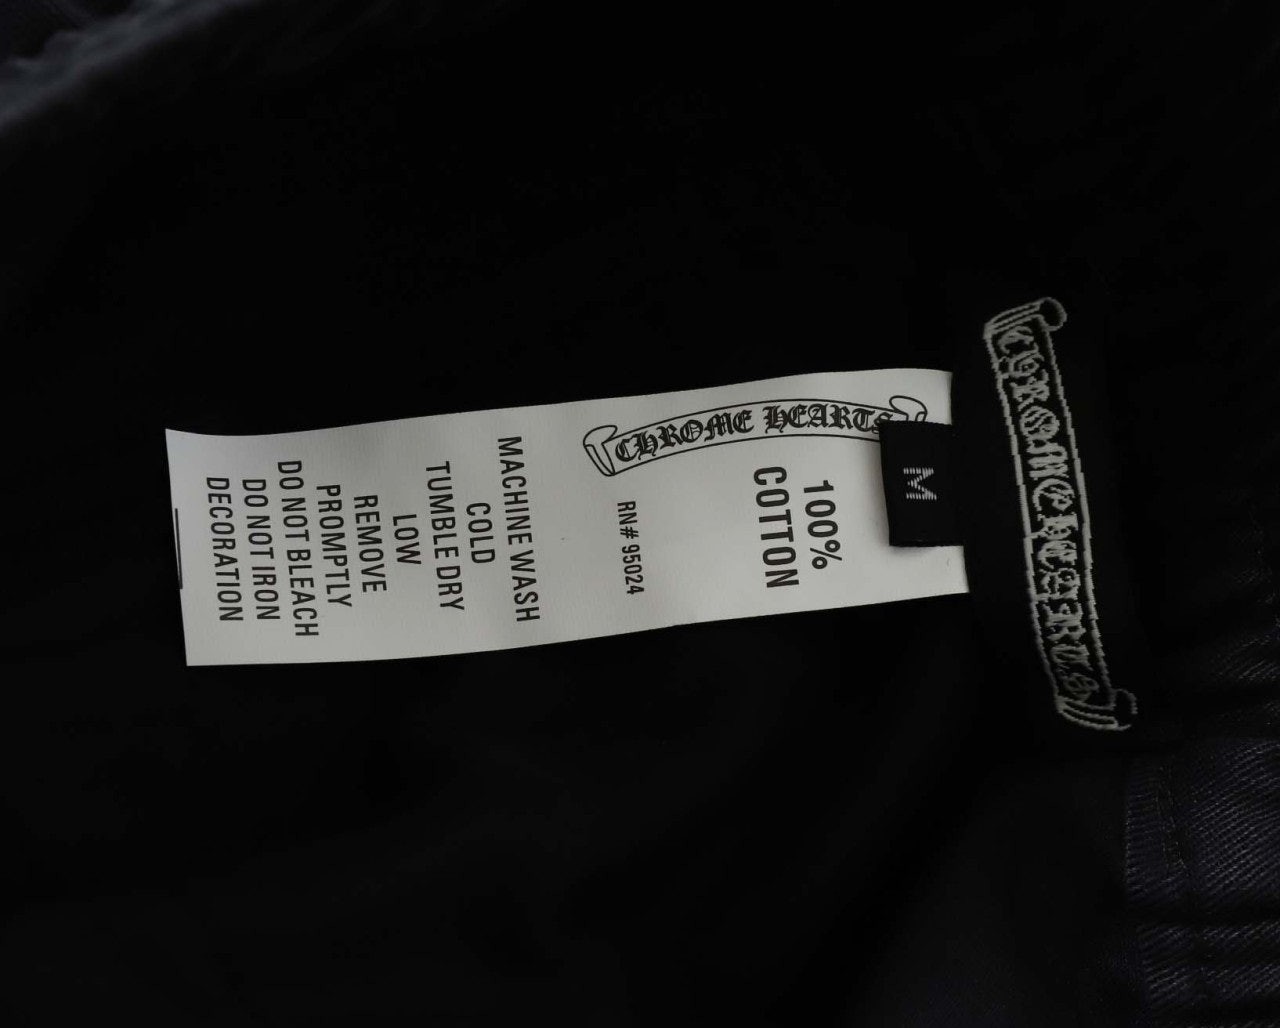 CHROME HEARTS
M
CHROME HEARTS
100%
COTTON
RN# 95024
MACHINE WASH
COLD
TUMBLE DRY
LOW
REMOVE
PROMPTLY
DO NOT BLEACH
DO NOT IRON
DECORATION